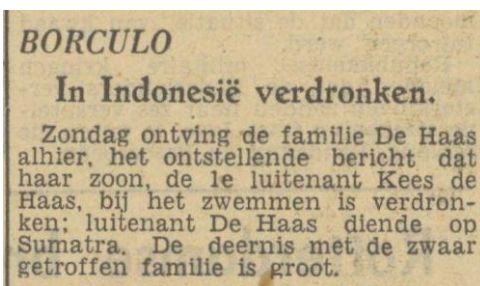 BORCULO
In Indonesië verdronken.
Zondag ontving de familie De Haas
alhier, het ontstellende bericht dat
haar zoon, de 1e luitenant Kees de
Haas, bij het zwemmen is verdron-
ken; luitenant De Haas diende op
Sumatra. De deernis met de zwaar
getroffen familie is groot.